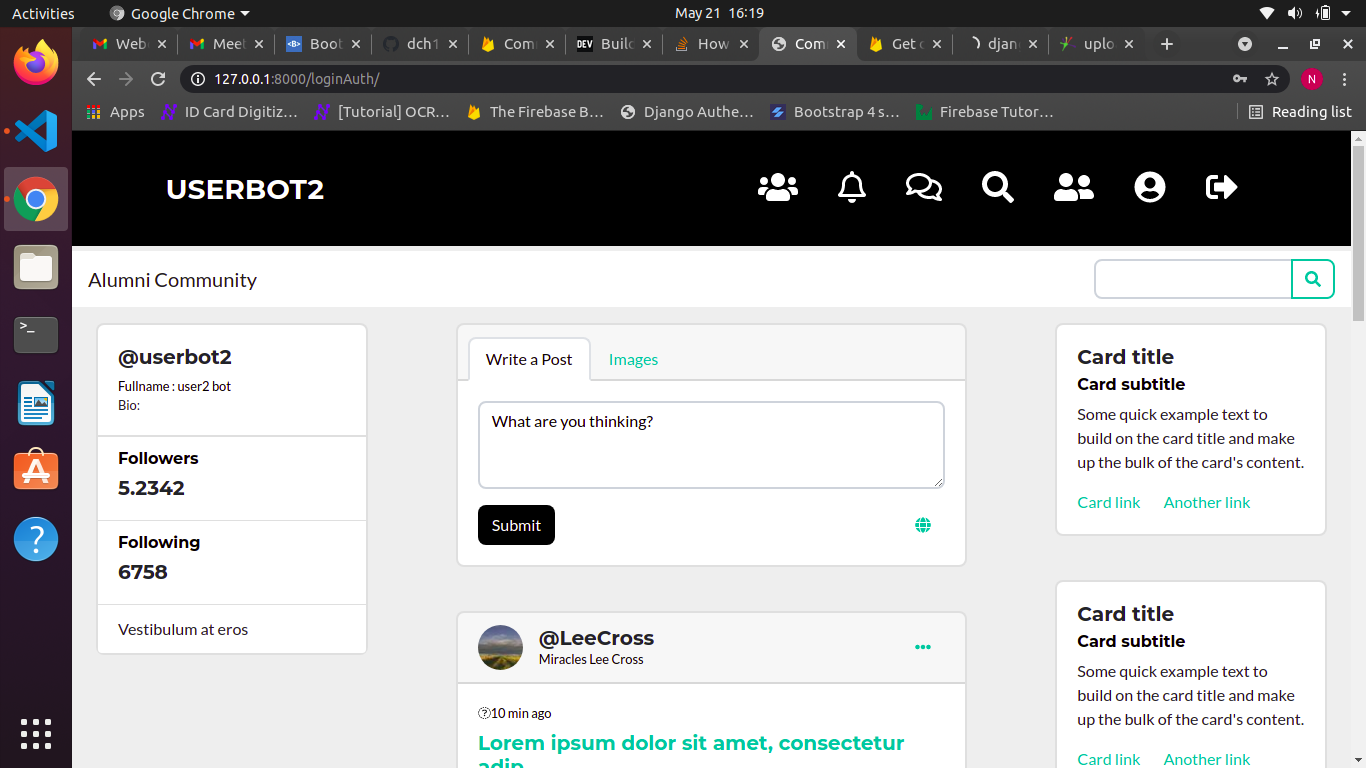 Activities
Google Chrome
May 21 16:19
Web
Meet
Boot
dch1
Com
Build
How
Com
Get
djan
uplo
127.0.0.1:8000/loginAuth/
N
Apps
ID Card Digitiz...
[Tutorial] OCR...
The Firebase B...
Django Authe...
Bootstrap 4 s...
Firebase Tutor...
Reading list
USERBOT2
Alumni Community
@userbot2
Fullname : user2 bot
Bio:
Followers
5.2342
Following
6758
Vestibulum at eros
Write a Post
Images
What are you thinking?
Submit
@LeeCross
Miracles Lee Cross
10 min ago
Lorem ipsum dolor sit amet, consectetur
adip
Card title
Card subtitle
Some quick example text to
build on the card title and make
up the bulk of the card's content.
Card link Another link
Card title
Card subtitle
Some quick example text to
build on the card title and make
up the bulk of the card's content.
Card link Another link